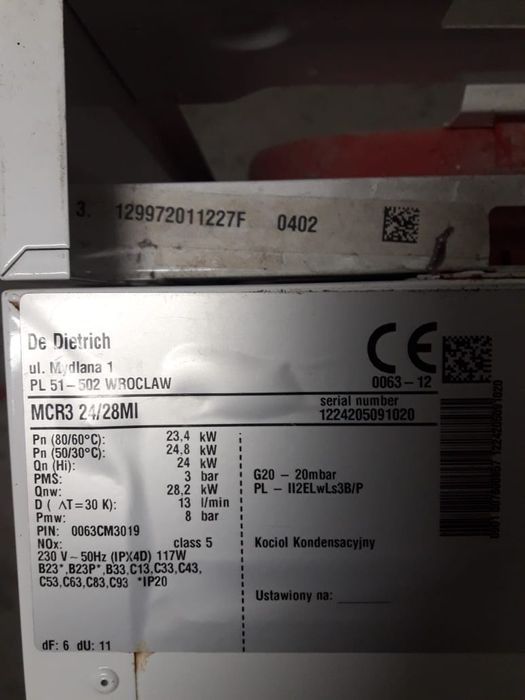 3. 129972011227F 0402
De Dietrich
ul. Mydlana 1
PL 51-502 WROCLAW
0063-12
MCR3 24/28MI
serial number
1224205091020
Pn (80/60°C): 23,4 kW
Pn (50/30°C): 24.8 kW
Qn (Hi): 24 kW
PMS: 3 bar
Qnw: 28,2 kW
D ( ΛT=30 K): 13 l/min
Pmw: 8 bar
PIN: 0063CM3019
NOx: class 5
230 V~50Hz (IPX4D) 117W
B23*,B23P*,B33,C13,C33,C43,
C53,C63,C83,C93 *IP20
dF: 6 dU: 11
G20 - 20mbar
PL - II2ELwLs3B/P
Kociol Kondensacyjny
Ustawiony na:
1224205091020